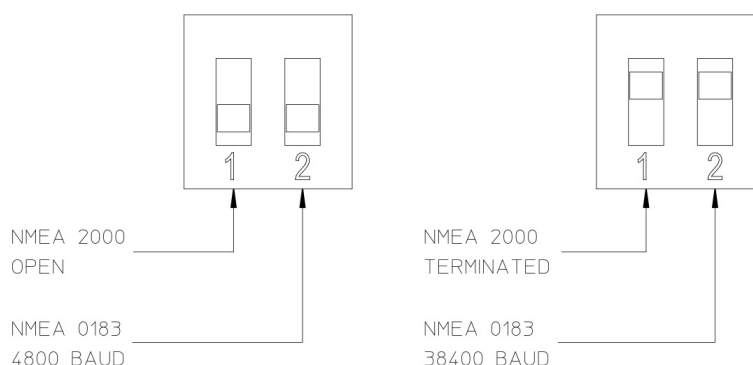 1 2
1 2
NMEA 2000
OPEN
NMEA 2000
TERMINATED
NMEA 0183
4800 BAUD
NMEA 0183
38400 BAUD